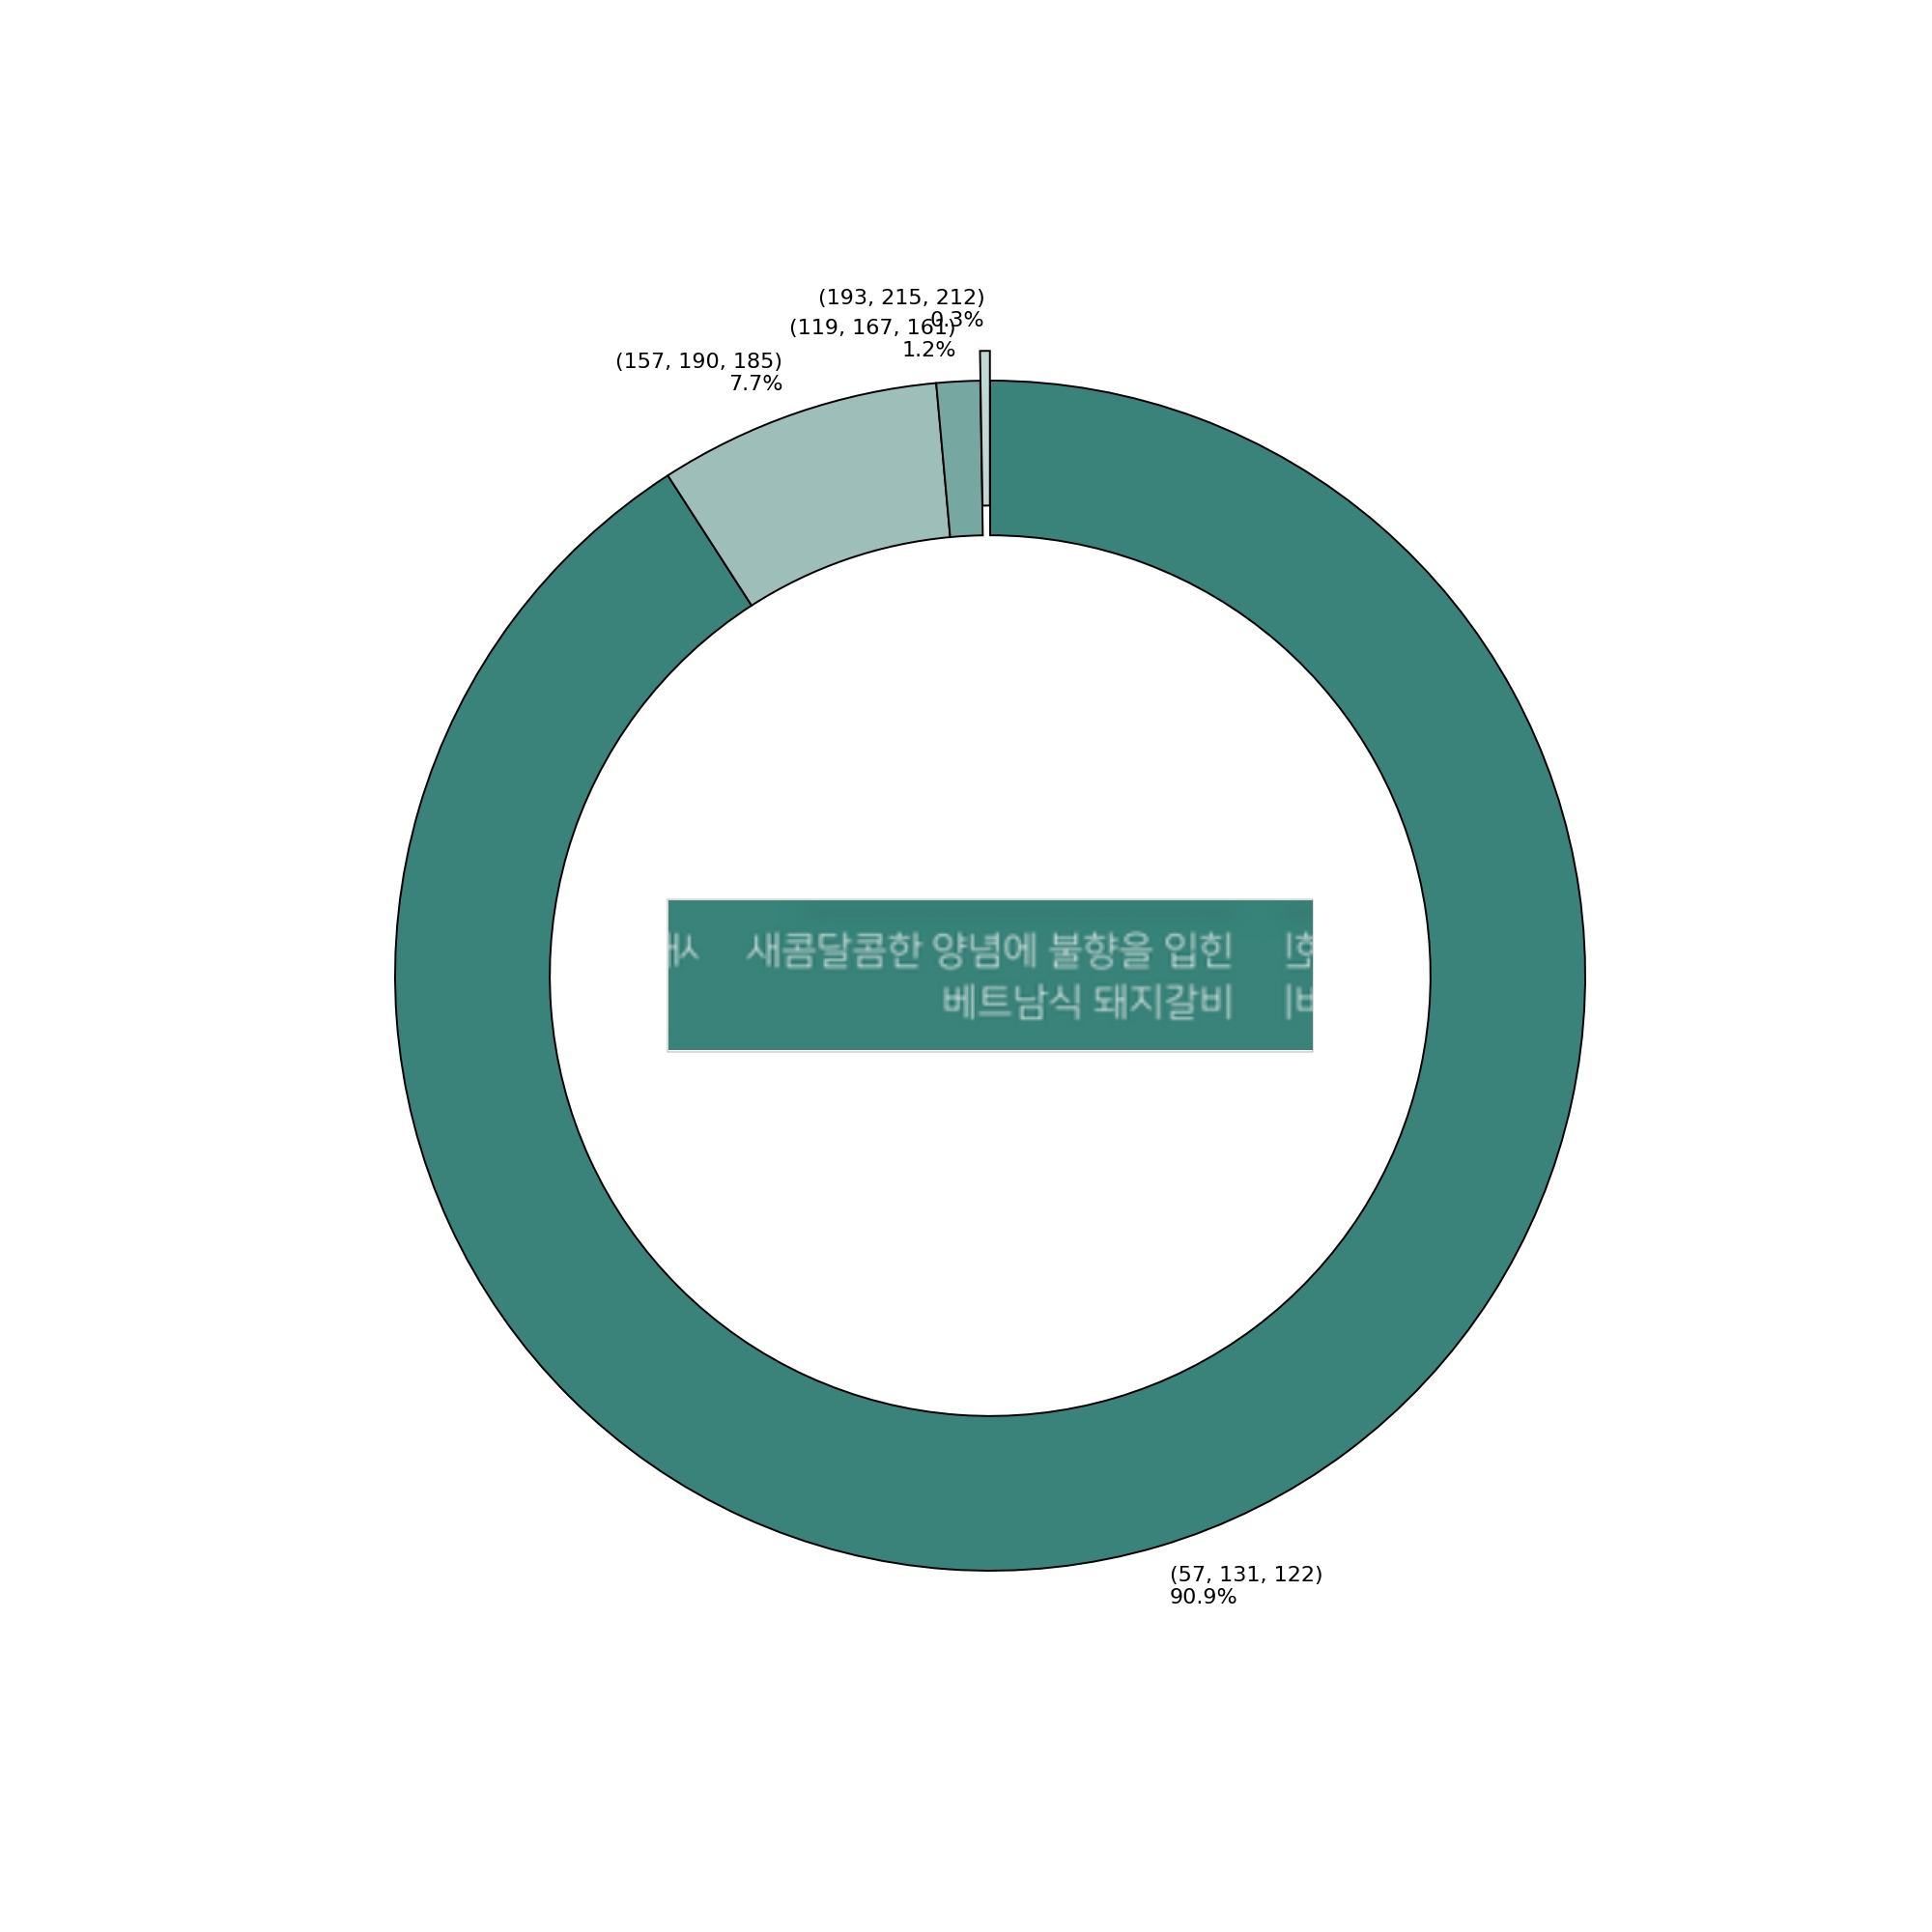 (193, 215, 212)
0.3%
(119, 167, 161)
1.2%
(157, 190, 185)
7.7%
새콤달콤한 양념에 불향을 입힌
베트남식 돼지갈비
(57, 131, 122)
90.9%